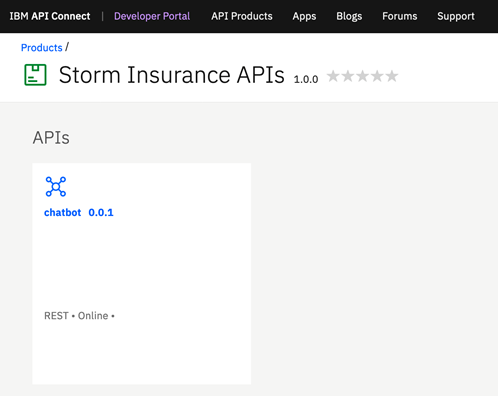 IBM API Connect | Developer Portal API Products Apps Blogs Forums Support
Products /
Storm Insurance APIs 1.0.0
APIs
chatbot 0.0.1
REST • Online •